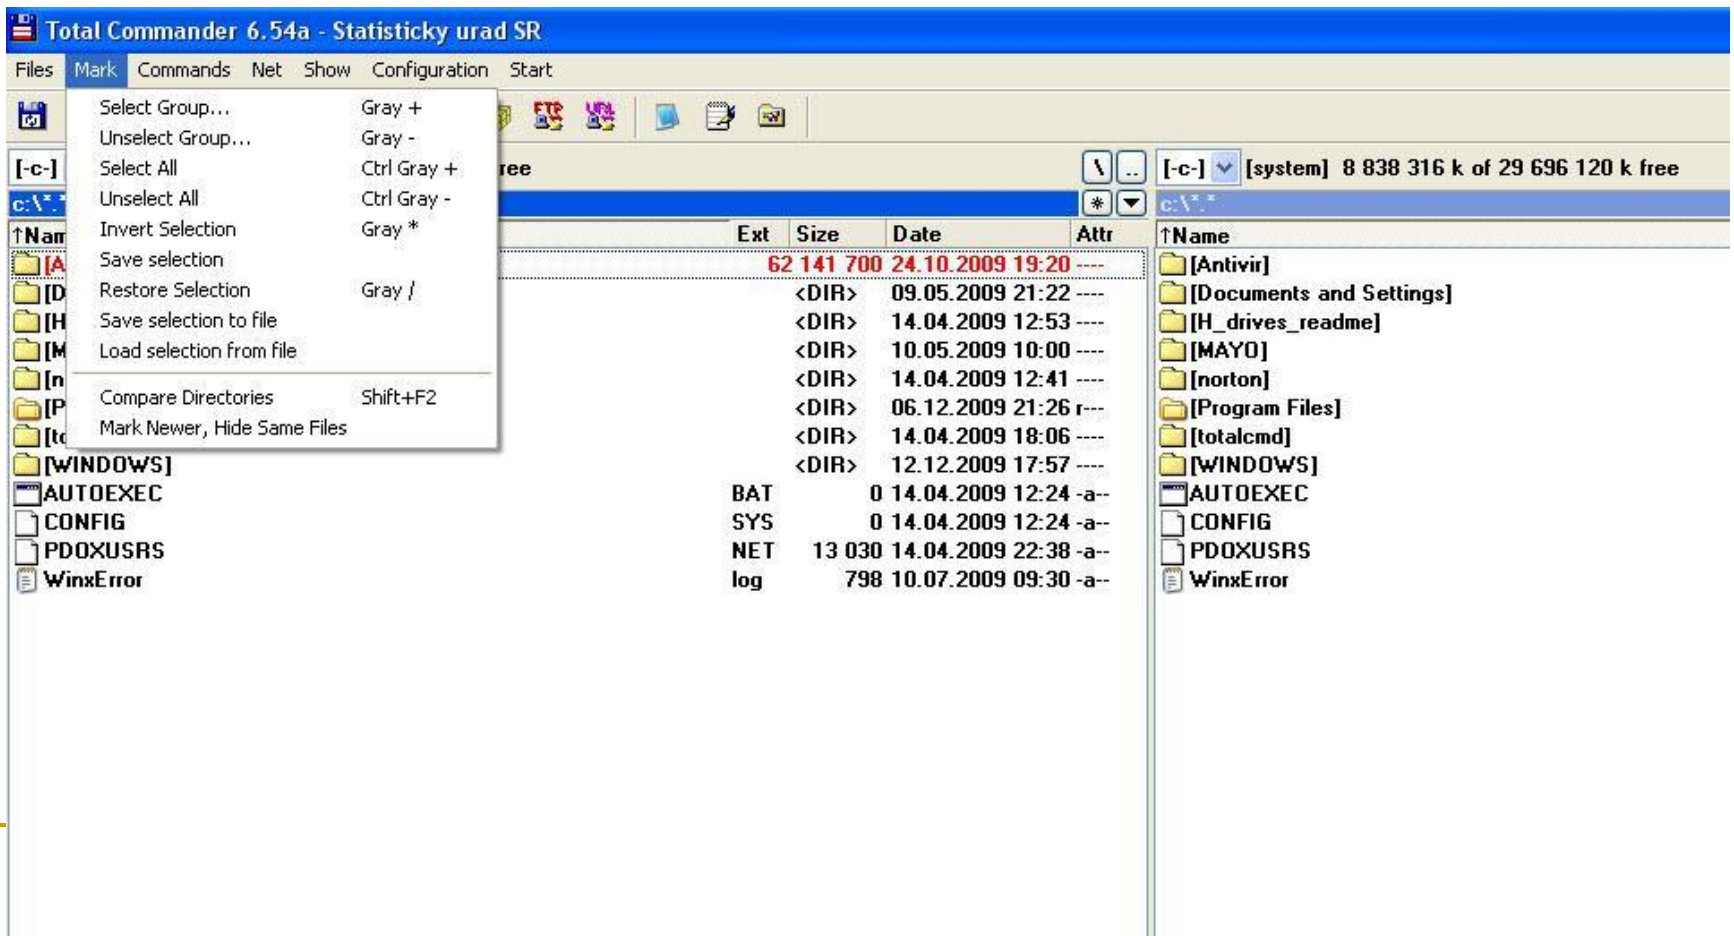 Total Commander 6.54a - Statisticky urad SR
Files Mark Commands Net Show Configuration Start
Select Group... Gray +
Unselect Group... Gray -
Select All Ctrl Gray +
Unselect All Ctrl Gray -
Invert Selection Gray *
Save selection
Restore Selection Gray /
Save selection to file
Load selection from file
Compare Directories Shift+F2
Mark Newer, Hide Same Files
FTP URL
[-c-] ree \ ..
c:\*.* * ▼
↑Nam Ext Size Date Attr
[A 62 141 700 24.10.2009 19:20 ----
[D <DIR> 09.05.2009 21:22 ----
[H <DIR> 14.04.2009 12:53 ----
[M <DIR> 10.05.2009 10:00 ----
[n <DIR> 14.04.2009 12:41 ----
[P <DIR> 06.12.2009 21:26 r---
[to <DIR> 14.04.2009 18:06 ----
[WINDOWS] <DIR> 12.12.2009 17:57 ----
AUTOEXEC BAT 0 14.04.2009 12:24 -a--
CONFIG SYS 0 14.04.2009 12:24 -a--
PDOXUSRS NET 13 030 14.04.2009 22:38 -a--
WinxError log 798 10.07.2009 09:30 -a--
[-c-] [system] 8 838 316 k of 29 696 120 k free
c:\*.*
↑Name
[Antivir]
[Documents and Settings]
[H_drives_readme]
[MAYO]
[norton]
[Program Files]
[totalcmd]
[WINDOWS]
AUTOEXEC
CONFIG
PDOXUSRS
WinxError